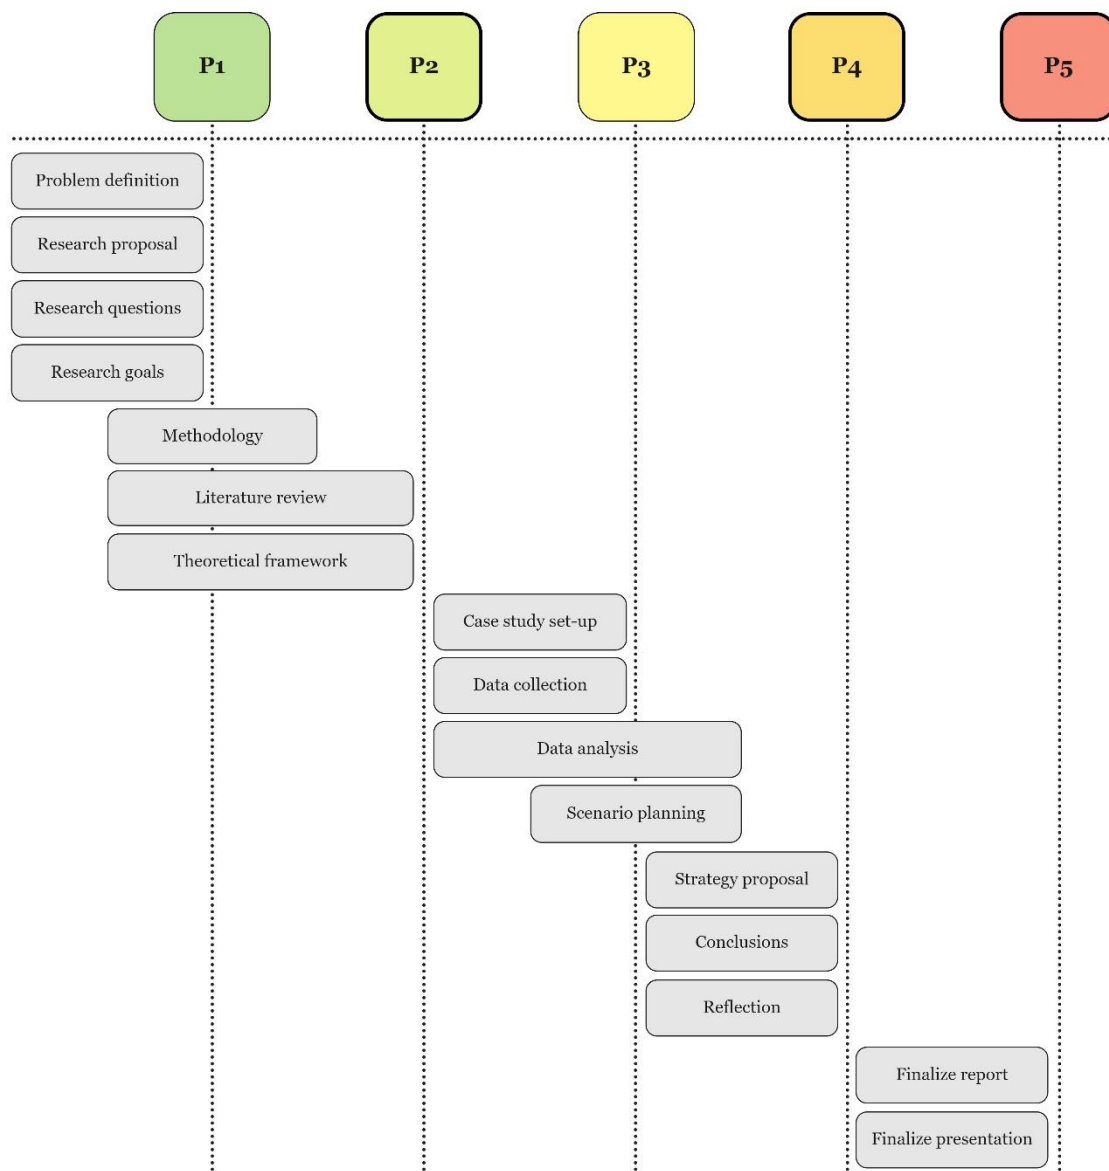 P1
P2
P3
P4
P5
Problem definition
Research proposal
Research questions
Research goals
Methodology
Literature review
Theoretical framework
Case study set-up
Data collection
Data analysis
Scenario planning
Strategy proposal
Conclusions
Reflection
Finalize report
Finalize presentation